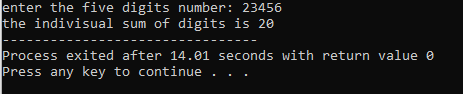 enter the five digits number: 23456
the indivisual sum of digits is 20
--------------------------------
Process exited after 14.01 seconds with return value 0
Press any key to continue . . .